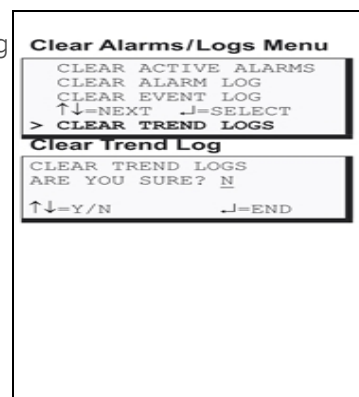 g
Clear Alarms/Logs Menu
CLEAR ACTIVE ALARMS
CLEAR ALARM LOG
CLEAR EVENT LOG
↑↓=NEXT ↵=SELECT
> CLEAR TREND LOGS
Clear Trend Log
CLEAR TREND LOGS
ARE YOU SURE? N
↑↓=Y/N ↵=END